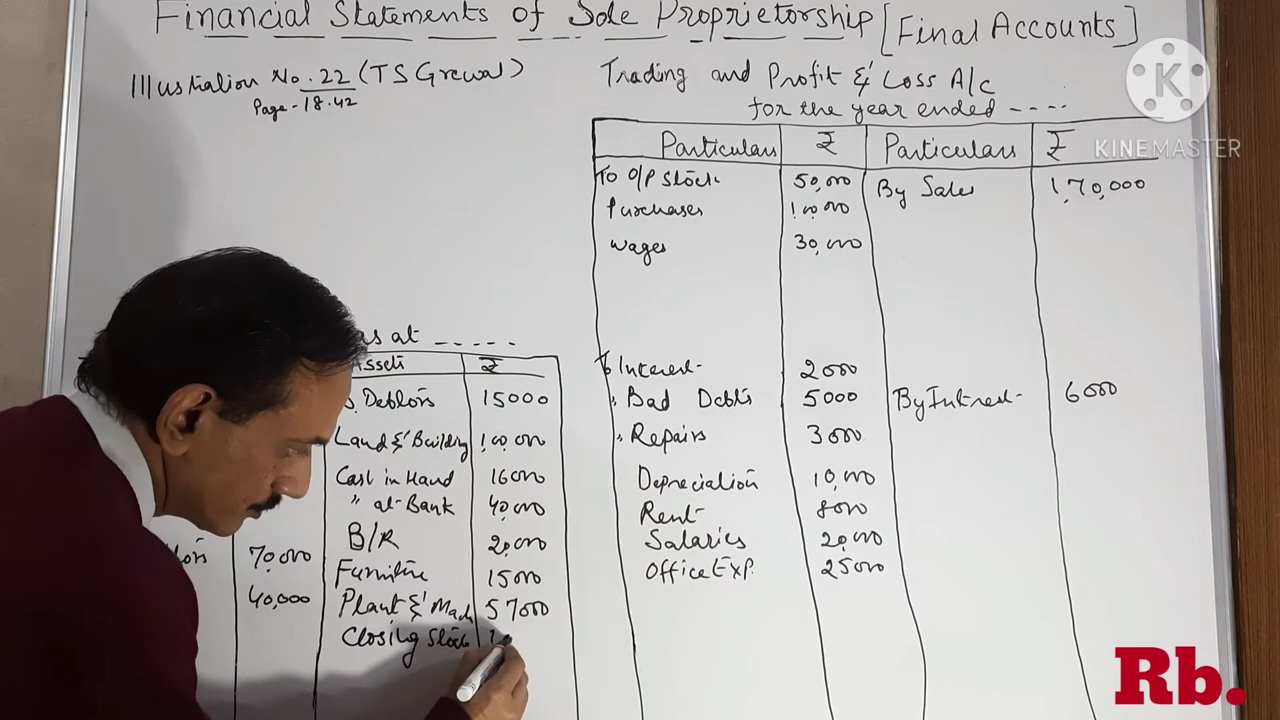 Financial Statements of Sole Proprietorship [Final Accounts]
Illustration No. 22 (TS Grewal)
Page - 18.42
Trading and Profit & Loss A/c
for the year ended ----
Particulars ₹ Particulars ₹
To O/P Stock 50,000 By Sales 1,70,000
Purchases 1,00,000
Wages 30,000
To Interest 2000
" Bad Debts 5000 By Interest 6000
" Repairs 3000
Depreciation 10,000
Rent 8000
Salaries 20,000
Office Exp. 25000
as at -----
Assets ₹
S. Debtors 15000
Land & Building 1,00,000
Cash in Hand 16000
" at Bank 40,000
70,000 B/R 20,000
Furniture 15000
40,000 Plant & Mach 57000
Closing Stock
KINEMASTER
Rb.